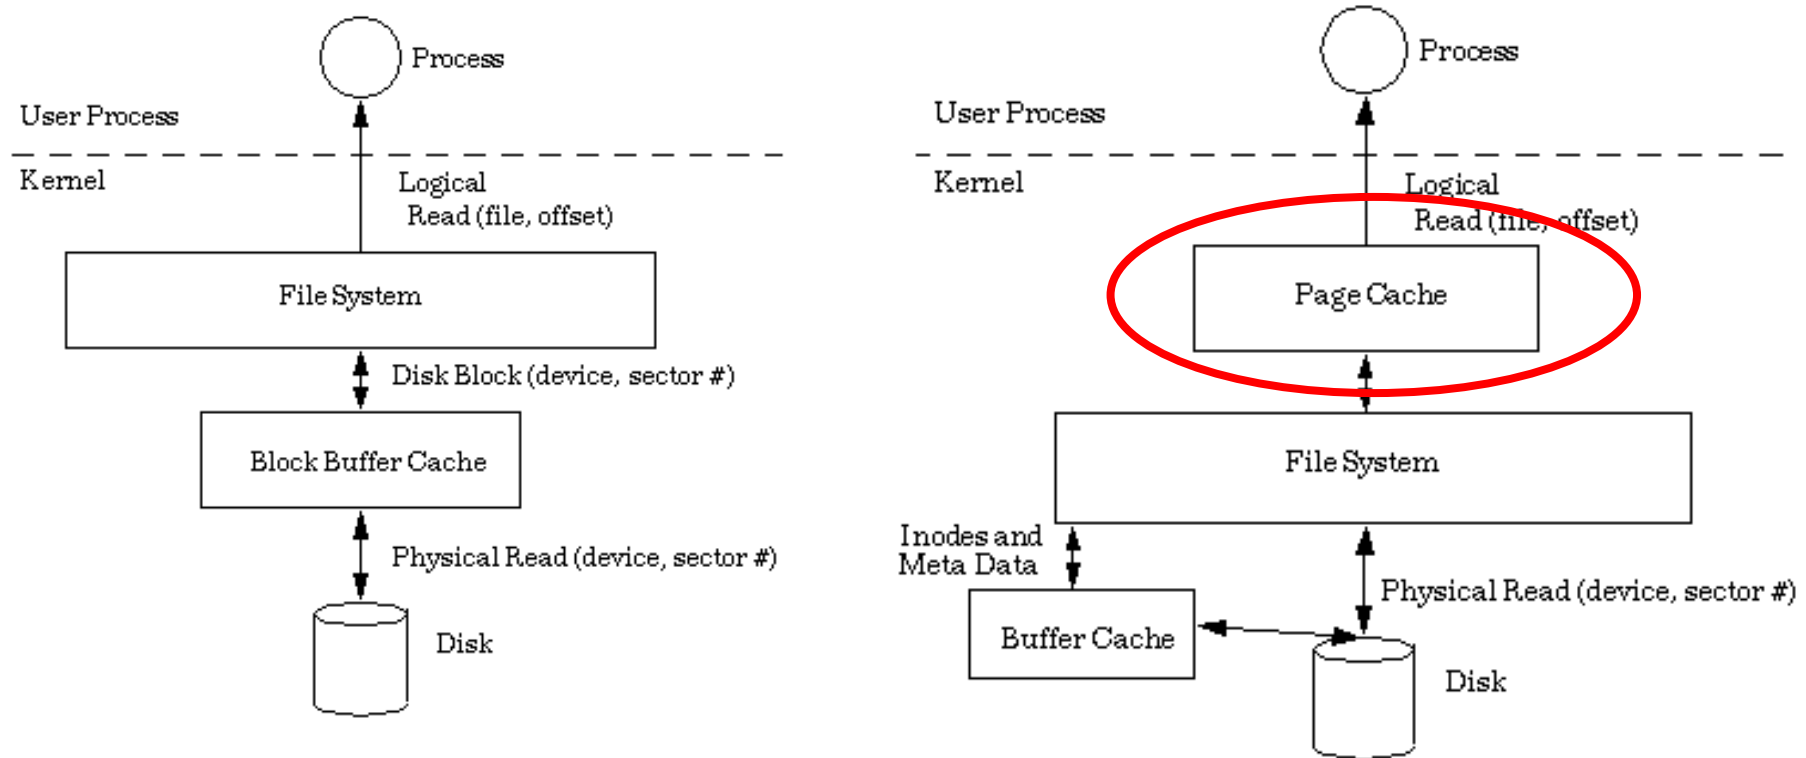 Process
User Process
Kernel
Logical
Read (file, offset)
File System
Disk Block (device, sector #)
Block Buffer Cache
Physical Read (device, sector #)
Disk
Process
User Process
Kernel
Logical
Read (file, offset)
Page Cache
File System
Inodes and
Meta Data
Physical Read (device, sector #)
Buffer Cache
Disk